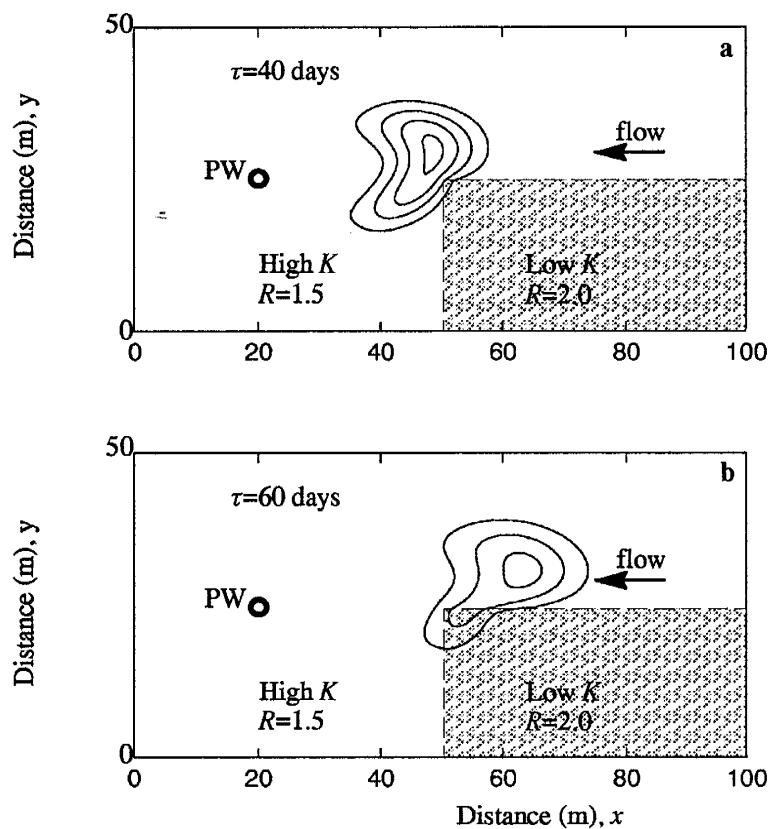 50
a
τ=40 days
flow
PW
Distance (m), y
High K
R=1.5
Low K
R=2.0
0
0 20 40 60 80 100
50
b
τ=60 days
flow
PW
Distance (m), y
High K
R=1.5
Low K
R=2.0
0
0 20 40 60 80 100
Distance (m), x